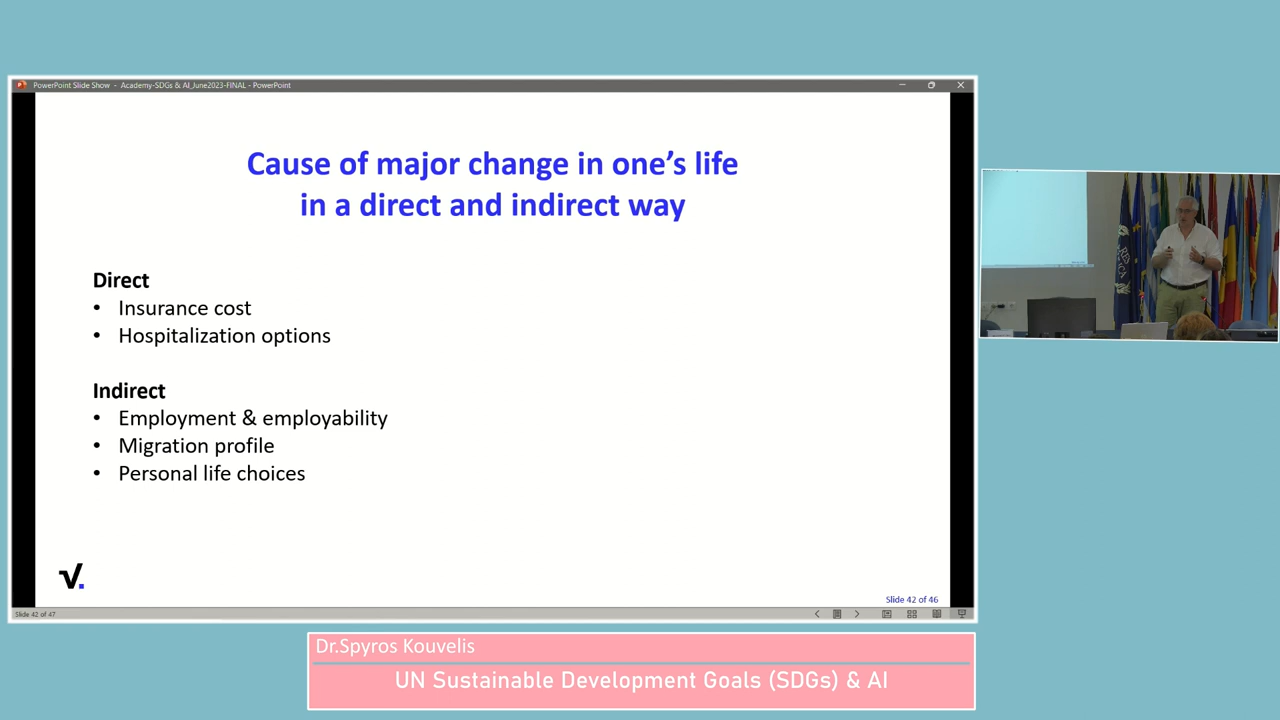 PowerPoint Slide Show - Academy-SDGs & AI_June2023-FINAL - PowerPoint
Cause of major change in one's life
in a direct and indirect way
Direct
• Insurance cost
• Hospitalization options
Indirect
• Employment & employability
• Migration profile
• Personal life choices
√.
Slide 42 of 46
Slide 42 of 47
Dr.Spyros Kouvelis
UN Sustainable Development Goals (SDGs) & AI